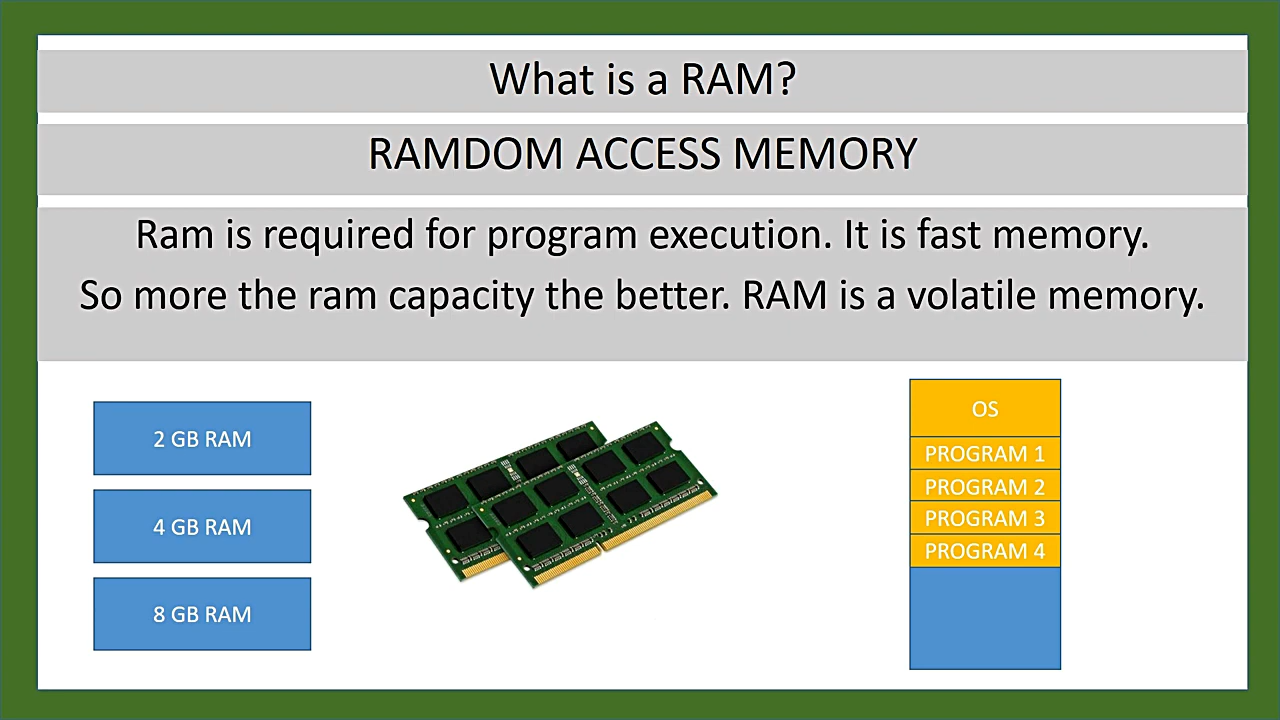 What is a RAM?
RAMDOM ACCESS MEMORY
Ram is required for program execution. It is fast memory.
So more the ram capacity the better. RAM is a volatile memory.
2 GB RAM
4 GB RAM
8 GB RAM
OS
PROGRAM 1
PROGRAM 2
PROGRAM 3
PROGRAM 4